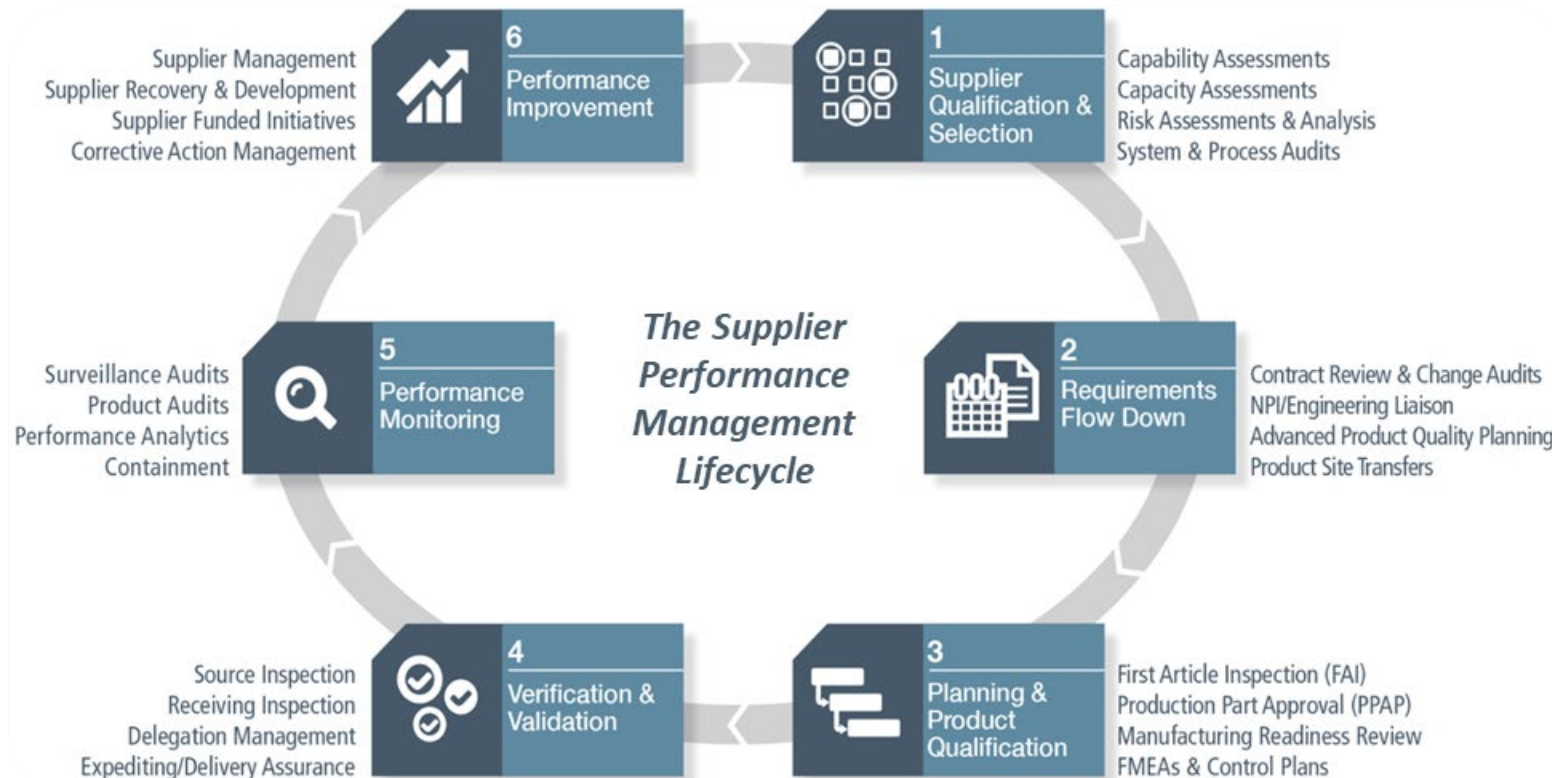 6
Performance
Improvement
Supplier Management
Supplier Recovery & Development
Supplier Funded Initiatives
Corrective Action Management
1
Supplier
Qualification &
Selection
Capability Assessments
Capacity Assessments
Risk Assessments & Analysis
System & Process Audits
The Supplier
Performance
Management
Lifecycle
5
Performance
Monitoring
Surveillance Audits
Product Audits
Performance Analytics
Containment
2
Requirements
Flow Down
Contract Review & Change Audits
NPI/Engineering Liaison
Advanced Product Quality Planning
Product Site Transfers
4
Verification &
Validation
Source Inspection
Receiving Inspection
Delegation Management
Expediting/Delivery Assurance
3
Planning &
Product
Qualification
First Article Inspection (FAI)
Production Part Approval (PPAP)
Manufacturing Readiness Review
FMEAs & Control Plans